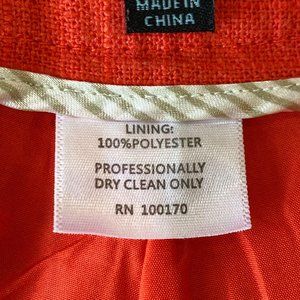 MADE IN
CHINA
LINING:
100%POLYESTER
PROFESSIONALLY
DRY CLEAN ONLY
RN 100170